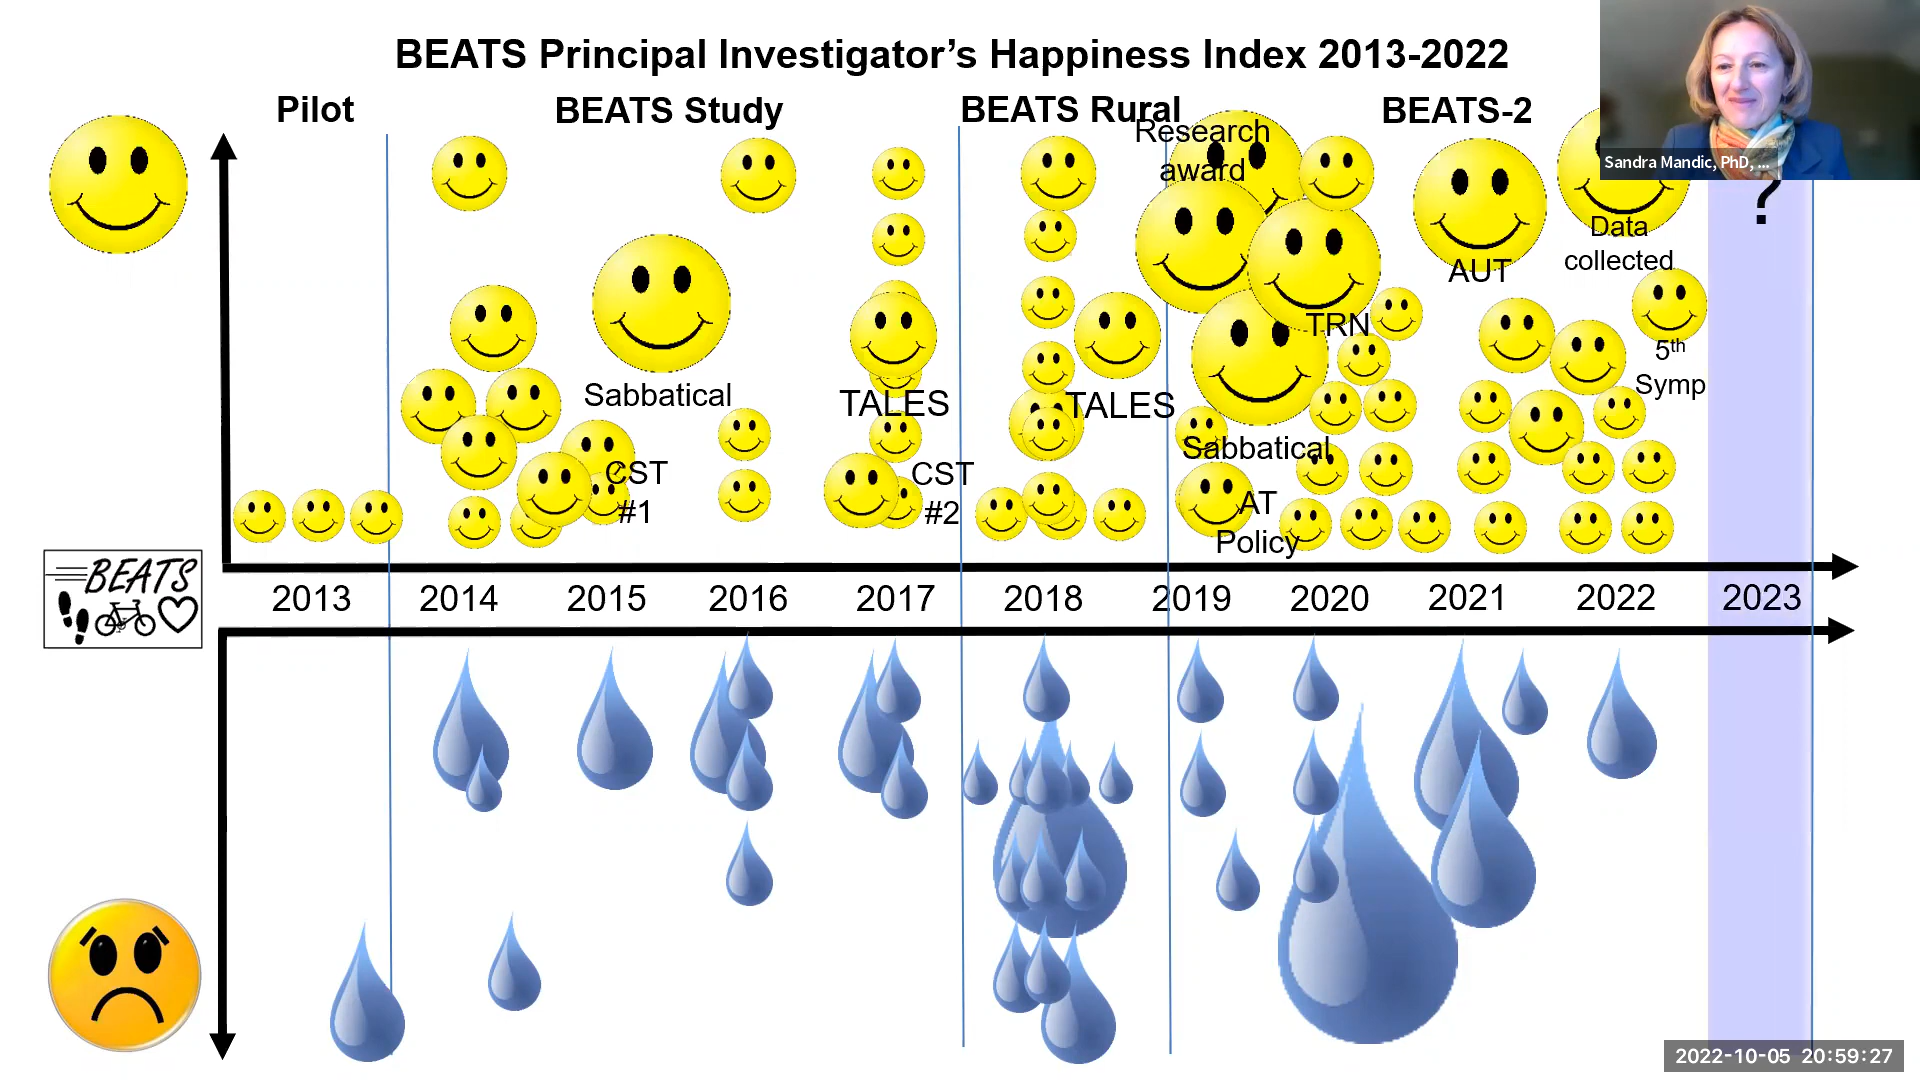 BEATS Principal Investigator's Happiness Index 2013-2022
Pilot
BEATS Study
BEATS Rural
BEATS-2
Sandra Mandic, PhD, ...
Research
award
?
Data
collected
AUT
TRN
5th
Symp
Sabbatical
TALES
TALES
Sabbatical
CST
#1
CST
#2
AT
Policy
BEATS
2013
2014
2015
2016
2017
2018
2019
2020
2021
2022
2023
2022-10-05 20:59:27